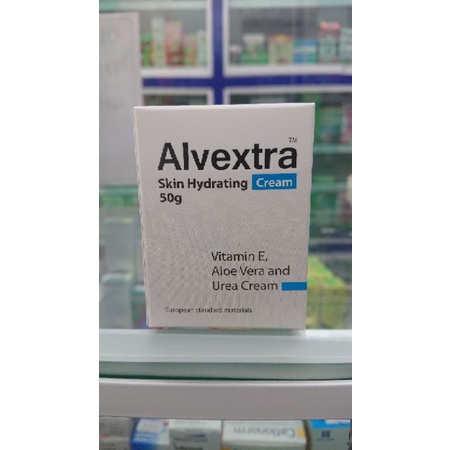 Alvextra™
Skin Hydrating Cream
50g
Vitamin E,
Aloe Vera and
Urea Cream
European standard materials